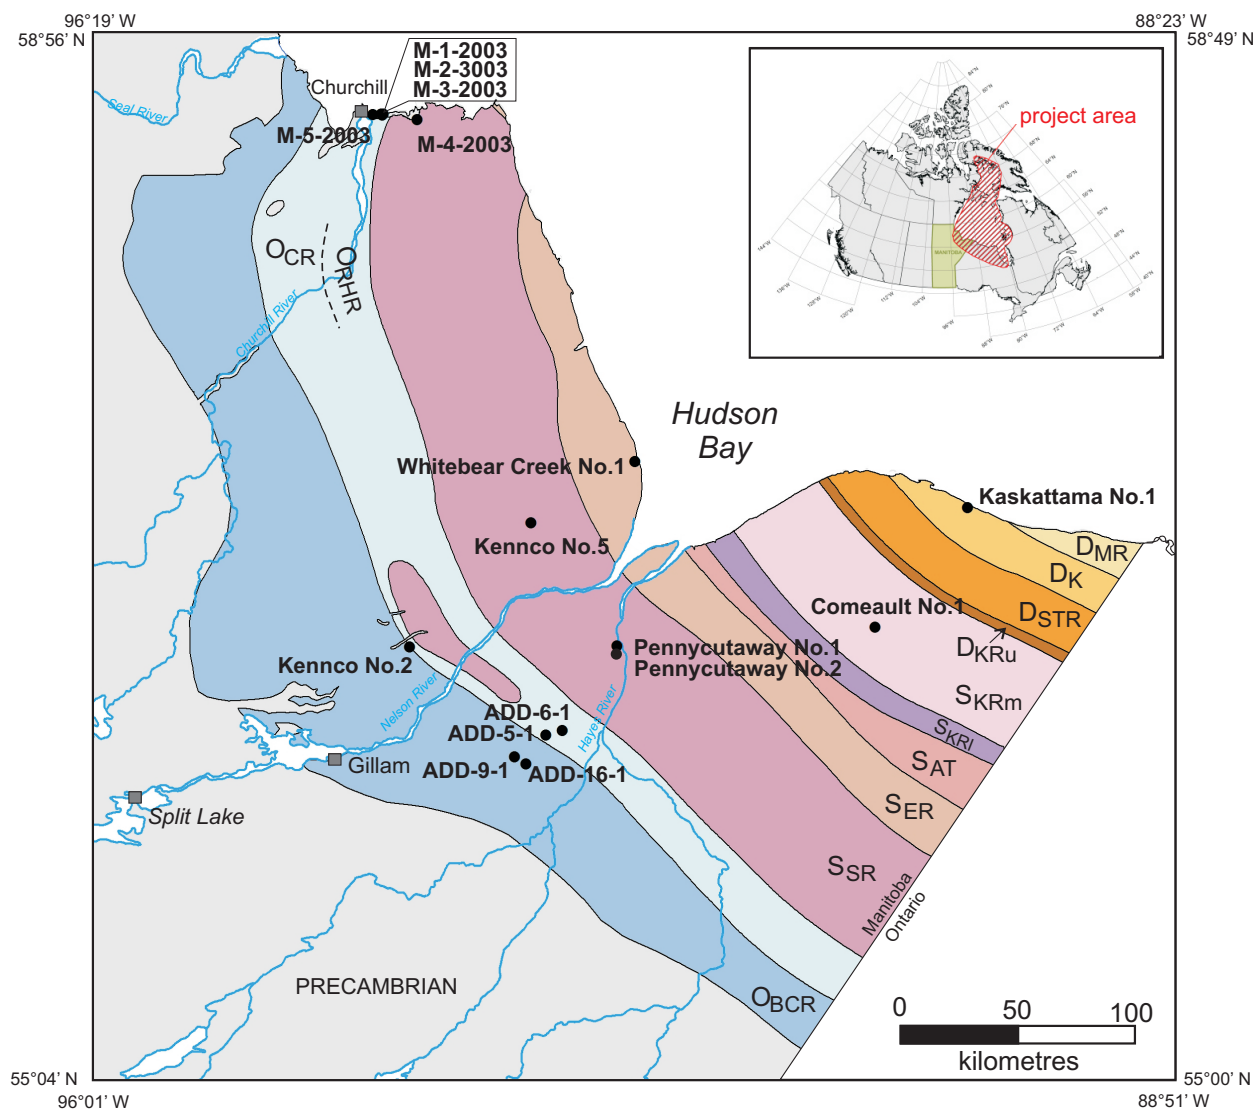 96°19' W
88°23' W
58°56' N
58°49' N
M-1-2003
M-2-3003
M-3-2003
Churchill
Seal River
M-5-2003
M-4-2003
project area
MANITOBA
OCR
ORHR
Churchill River
Hudson
Bay
Whitebear Creek No.1
Kaskattama No.1
Kennco No.5
DMR
DK
DSTR
Comeault No.1
DKRu
Pennycutaway No.1
Pennycutaway No.2
Kennco No.2
SKRm
Nelson River
Hayes River
ADD-6-1
ADD-5-1
SKRl
SAT
Gillam
ADD-9-1
ADD-16-1
SER
Split Lake
SSR
Manitoba
Ontario
PRECAMBRIAN
OBCR
0 50 100
kilometres
55°04' N
55°00' N
96°01' W
88°51' W